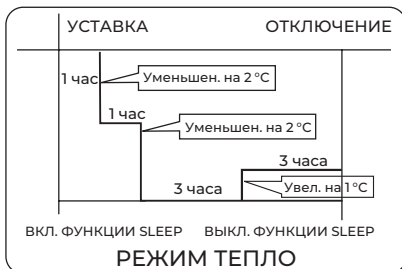 УСТАВКА ОТКЛЮЧЕНИЕ
1 час
Уменьшен. на 2 °C
1 час
Уменьшен. на 2 °C
3 часа
3 часа
Увел. на 1 °C
ВКЛ. ФУНКЦИИ SLEEP ВЫКЛ. ФУНКЦИИ SLEEP
РЕЖИМ ТЕПЛО